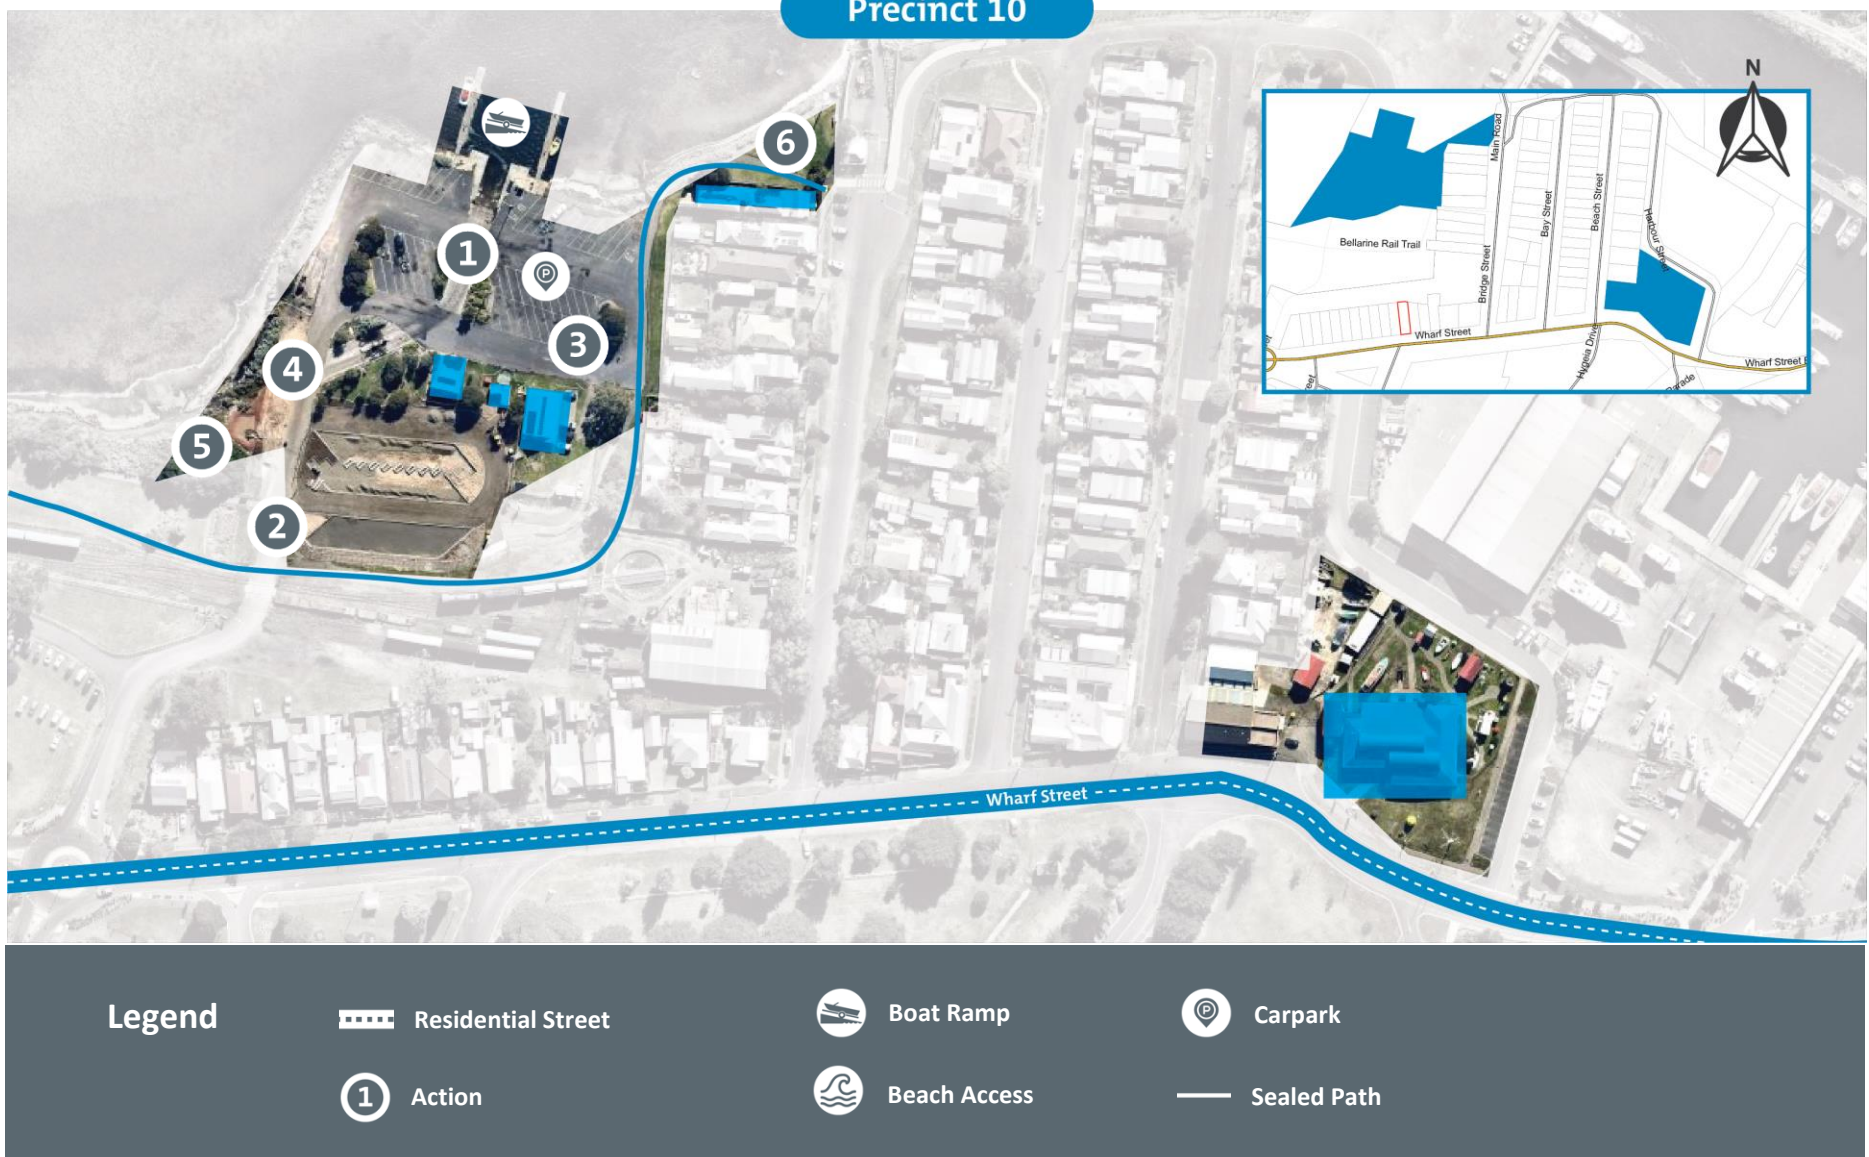 Precinct 10
6
1
P
3
4
5
2
N
Main Road
Bay Street
Beach Street
Harbour Street
Bellarine Rail Trail
Bridge Street
Wharf Street
Hygeia Drive
Wharf Street
Wharf Street
Legend
Residential Street
Boat Ramp
P
Carpark
1
Action
Beach Access
Sealed Path